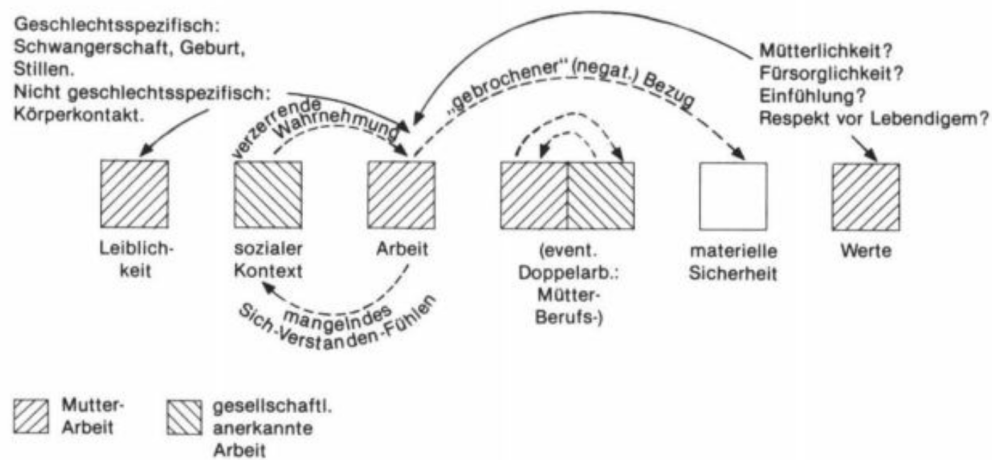 Geschlechtsspezifisch:
Schwangerschaft, Geburt,
Stillen.
Nicht geschlechtsspezifisch:
Körperkontakt.
verzerrende
Wahrnehmung
„gebrochener“ (negat.) Bezug
Mütterlichkeit?
Fürsorglichkeit?
Einfühlung?
Respekt vor Lebendigem?
Leiblich-
keit
sozialer
Kontext
Arbeit
(event.
Doppelarb.:
Mütter-
Berufs-)
materielle
Sicherheit
Werte
mangelndes
Sich-Verstanden-Fühlen
Mutter-
Arbeit
gesellschaftl.
anerkannte
Arbeit